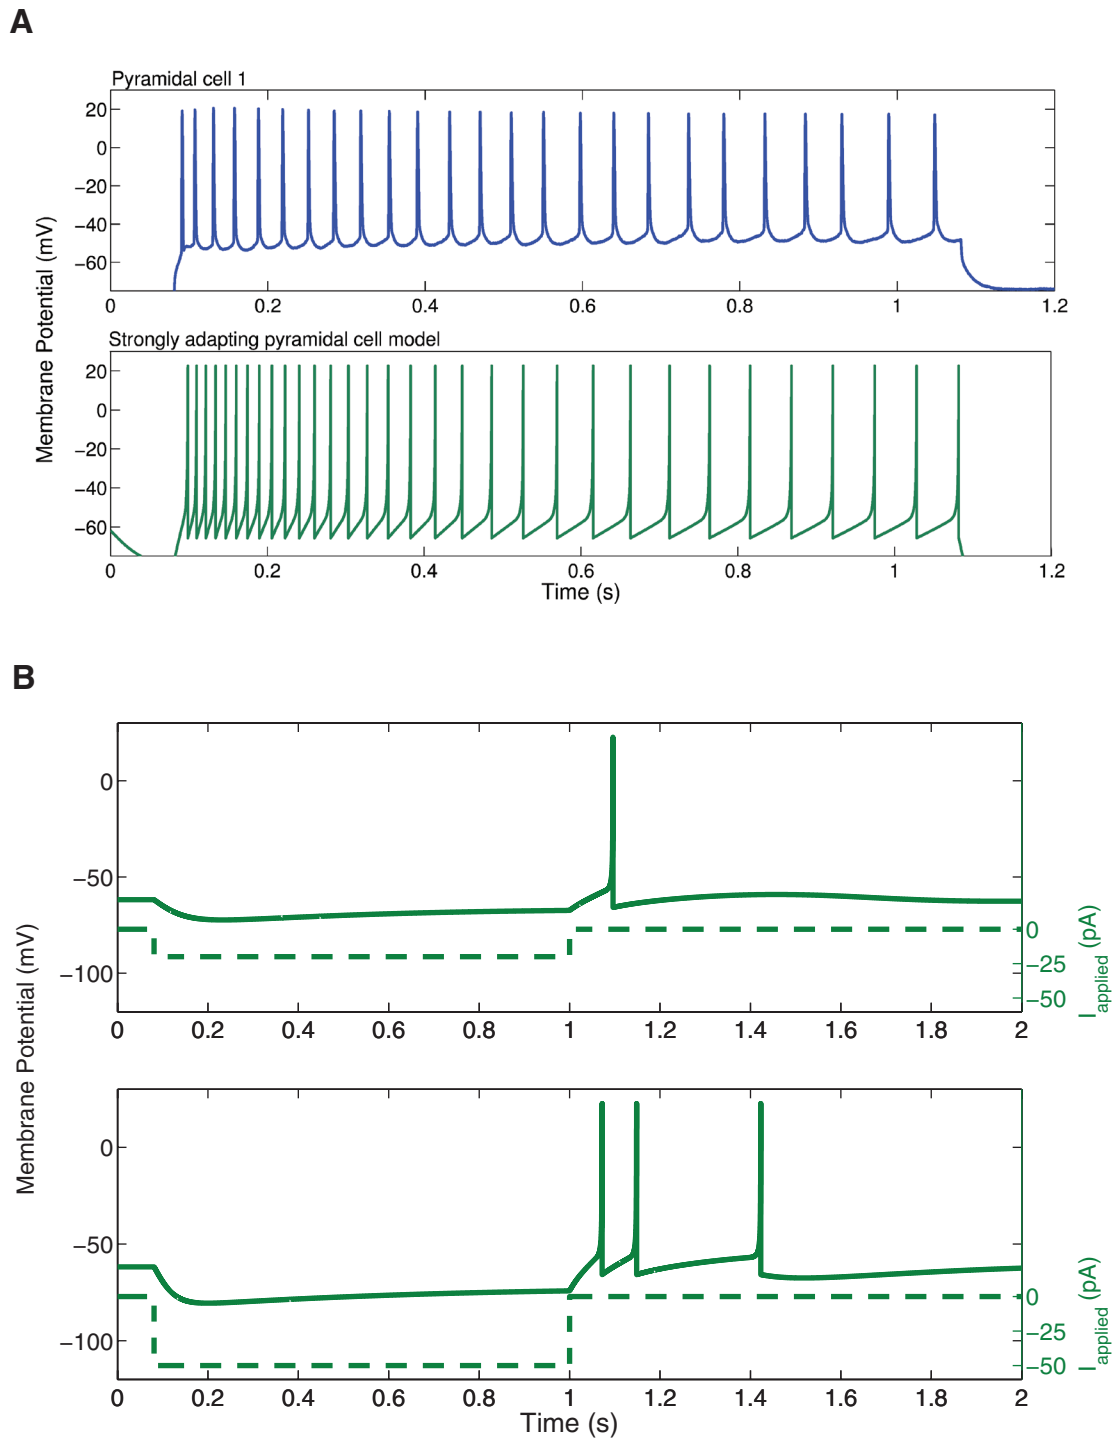 A
Pyramidal cell 1
20
0
−20
−40
−60
0 0.2 0.4 0.6 0.8 1 1.2
Membrane Potential (mV)
Strongly adapting pyramidal cell model
20
0
−20
−40
−60
0 0.2 0.4 0.6 0.8 1 1.2
Time (s)
B
0
−50
−100
0
−25
−50
I applied (pA)
0 0.2 0.4 0.6 0.8 1 1.2 1.4 1.6 1.8 2
Membrane Potential (mV)
0
−50
−100
0
−25
−50
I applied (pA)
0 0.2 0.4 0.6 0.8 1 1.2 1.4 1.6 1.8 2
Time (s)